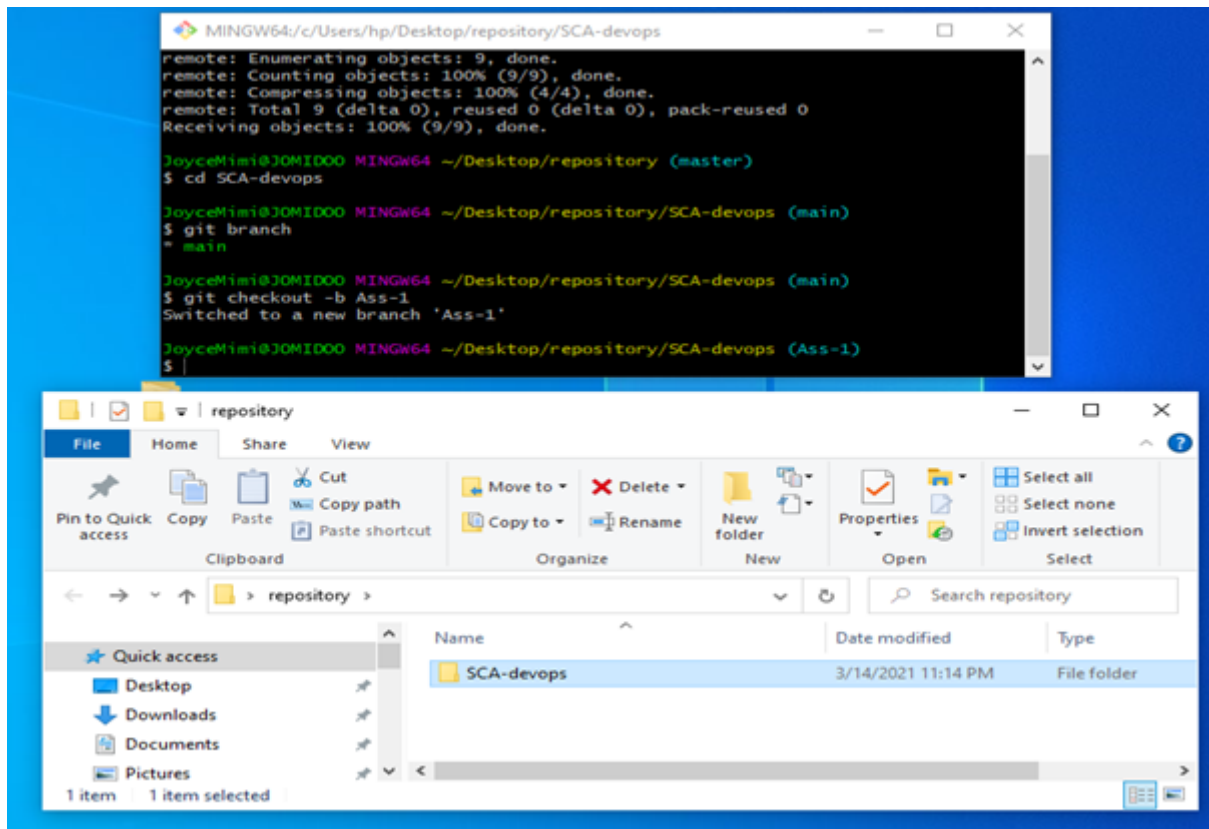 MINGW64:/c/Users/hp/Desktop/repository/SCA-devops
remote: Enumerating objects: 9, done.
remote: Counting objects: 100% (9/9), done.
remote: Compressing objects: 100% (4/4), done.
remote: Total 9 (delta 0), reused 0 (delta 0), pack-reused 0
Receiving objects: 100% (9/9), done.
JoyceMimi@JOMIDOO MINGW64 ~/Desktop/repository (master)
$ cd SCA-devops
JoyceMimi@JOMIDOO MINGW64 ~/Desktop/repository/SCA-devops (main)
$ git branch
* main
JoyceMimi@JOMIDOO MINGW64 ~/Desktop/repository/SCA-devops (main)
$ git checkout -b Ass-1
Switched to a new branch 'Ass-1'
JoyceMimi@JOMIDOO MINGW64 ~/Desktop/repository/SCA-devops (Ass-1)
$
repository
File Home Share View
Pin to Quick access
Copy
Paste
Cut
Copy path
Paste shortcut
Move to
Copy to
Delete
Rename
New folder
Properties
Select all
Select none
Invert selection
Clipboard Organize New Open Select
repository
Search repository
Name Date modified Type
Quick access
SCA-devops 3/14/2021 11:14 PM File folder
Desktop
Downloads
Documents
Pictures
1 item 1 item selected